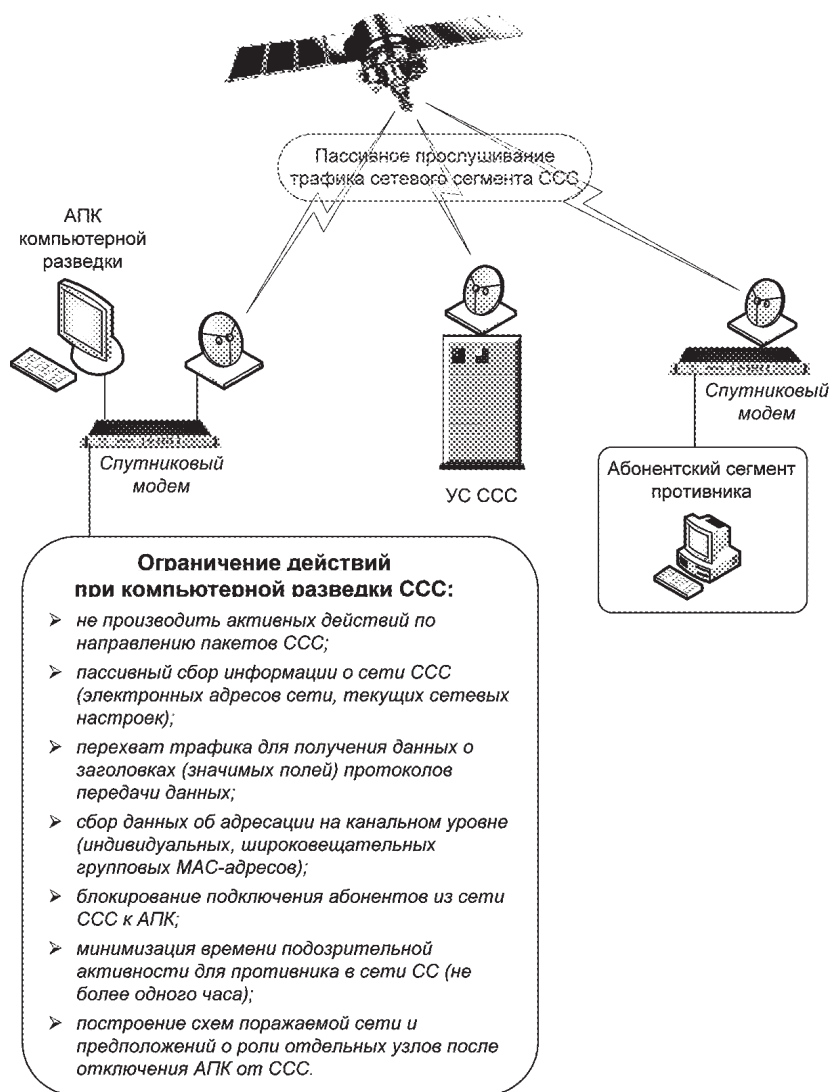 Пассивное прослушивание
трафика сетевого сегмента ССС
АПК
компьютерной
разведки
Спутниковый
модем
УС ССС
Спутниковый
модем
Абонентский сегмент
противника
Ограничение действий
при компьютерной разведки ССС:
➢ не производить активных действий по
направлению пакетов ССС;
➢ пассивный сбор информации о сети ССС
(электронных адресов сети, текущих сетевых
настроек);
➢ перехват трафика для получения данных о
заголовках (значимых полей) протоколов
передачи данных;
➢ сбор данных об адресации на канальном уровне
(индивидуальных, широковещательных
групповых МАС-адресов);
➢ блокирование подключения абонентов из сети
ССС к АПК;
➢ минимизация времени подозрительной
активности для противника в сети СС (не
более одного часа);
➢ построение схем поражаемой сети и
предположений о роли отдельных узлов после
отключения АПК от ССС.